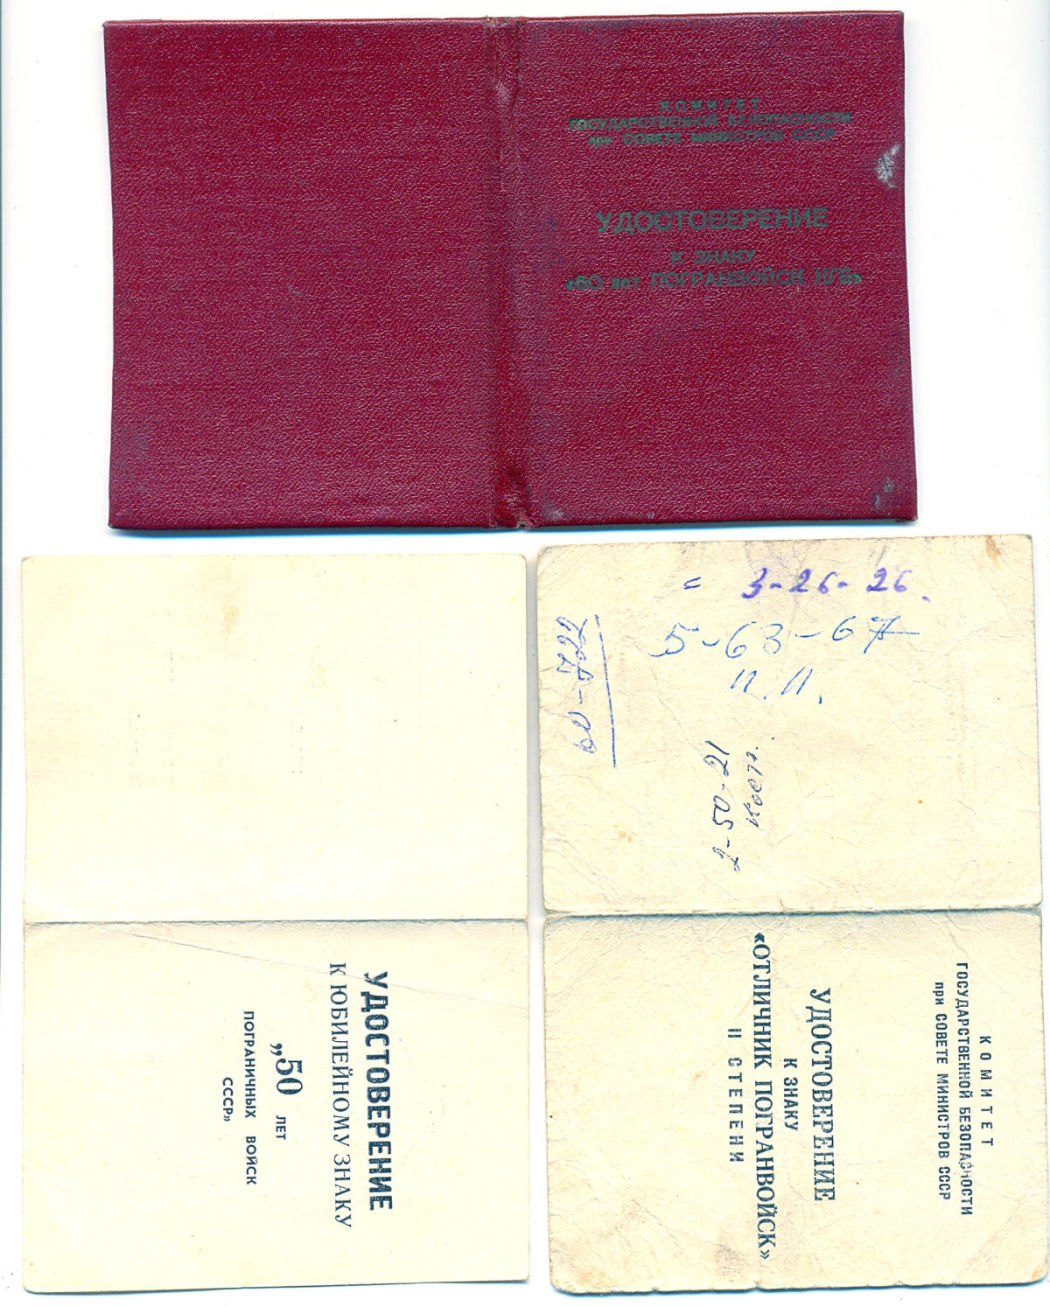 КОМИТЕТ
ГОСУДАРСТВЕННОЙ БЕЗОПАСНОСТИ
при СОВЕТЕ МИНИСТРОВ СССР
УДОСТОВЕРЕНИЕ
К ЗНАКУ
«60 лет ПОГРАНВОЙСК КГБ»
= 3-26-26.
5-63-67
2-50-21
УДОСТОВЕРЕНИЕ
К ЮБИЛЕЙНОМУ ЗНАКУ
„50 ЛЕТ
ПОГРАНИЧНЫХ ВОЙСК
СССР»
КОМИТЕТ
ГОСУДАРСТВЕННОЙ БЕЗОПАСНОСТИ
при СОВЕТЕ МИНИСТРОВ СССР
УДОСТОВЕРЕНИЕ
К ЗНАКУ
«ОТЛИЧНИК ПОГРАНВОЙСК»
II СТЕПЕНИ